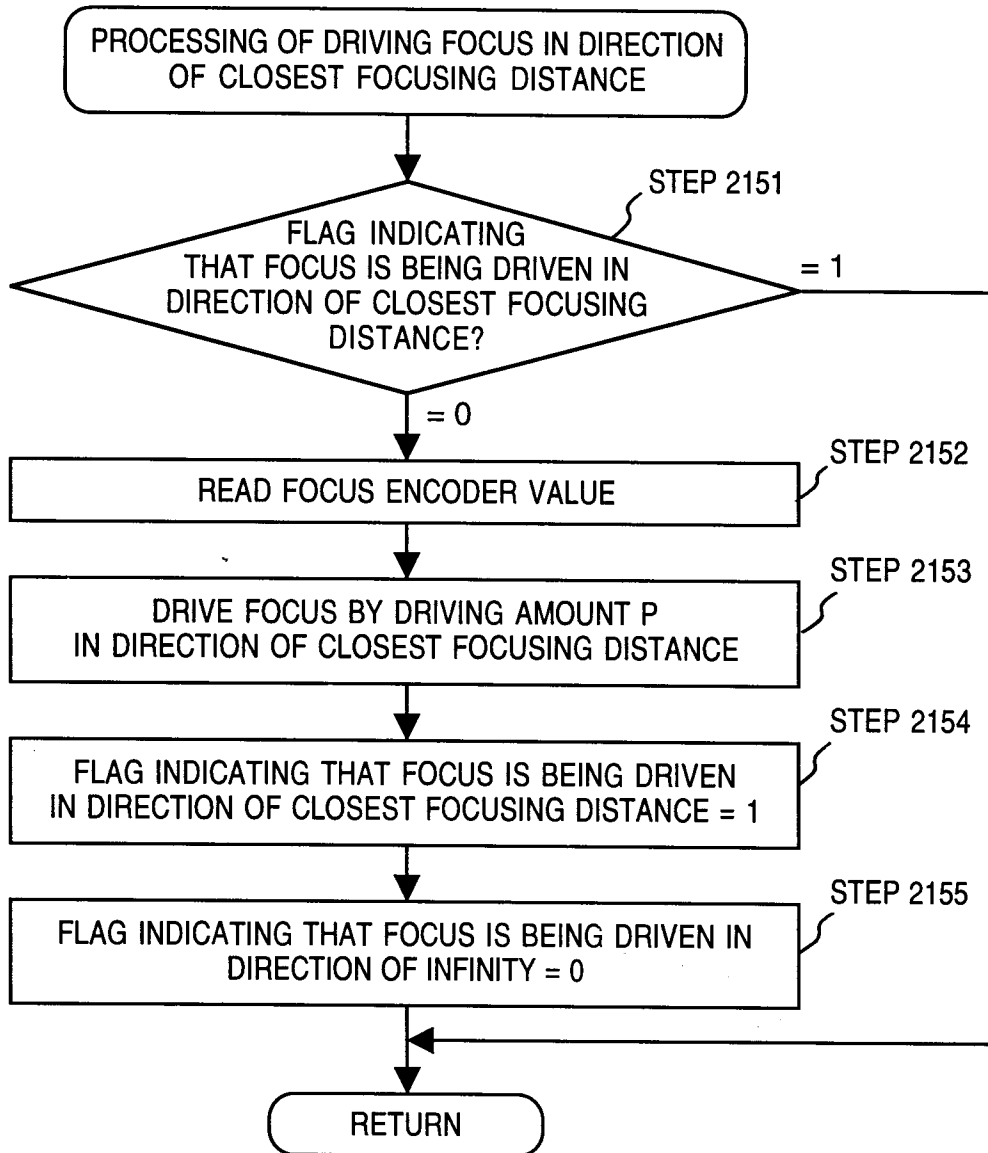 PROCESSING OF DRIVING FOCUS IN DIRECTION
OF CLOSEST FOCUSING DISTANCE
STEP 2151
FLAG INDICATING
THAT FOCUS IS BEING DRIVEN IN
DIRECTION OF CLOSEST FOCUSING
DISTANCE?
= 1
= 0
STEP 2152
READ FOCUS ENCODER VALUE
STEP 2153
DRIVE FOCUS BY DRIVING AMOUNT P
IN DIRECTION OF CLOSEST FOCUSING DISTANCE
STEP 2154
FLAG INDICATING THAT FOCUS IS BEING DRIVEN
IN DIRECTION OF CLOSEST FOCUSING DISTANCE = 1
STEP 2155
FLAG INDICATING THAT FOCUS IS BEING DRIVEN IN
DIRECTION OF INFINITY = 0
RETURN